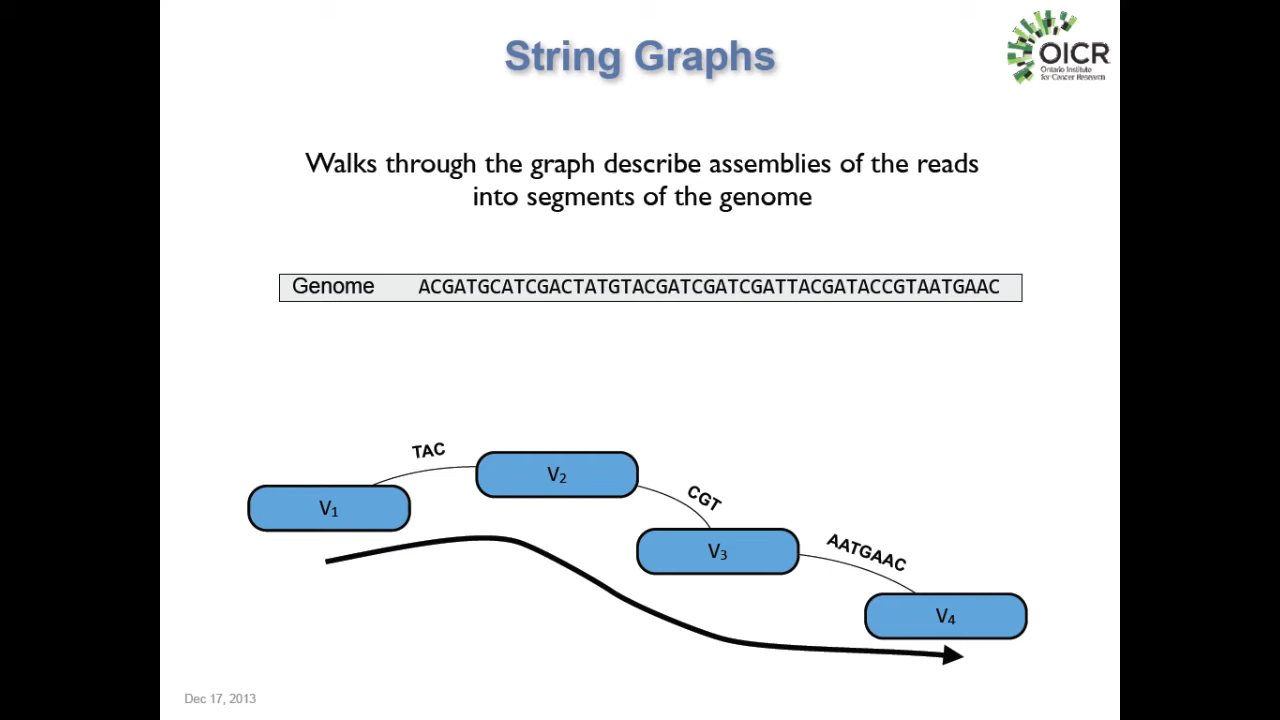 String Graphs
OICR
Ontario Institute
for Cancer Research
Walks through the graph describe assemblies of the reads
into segments of the genome
Genome ACGATGCATCGACTATGTACGATCGATCGATTACGATACCGTAATGAAC
TAC
V₂
V₁
CGT
V₃
AATGAAC
V₄
Dec 17, 2013